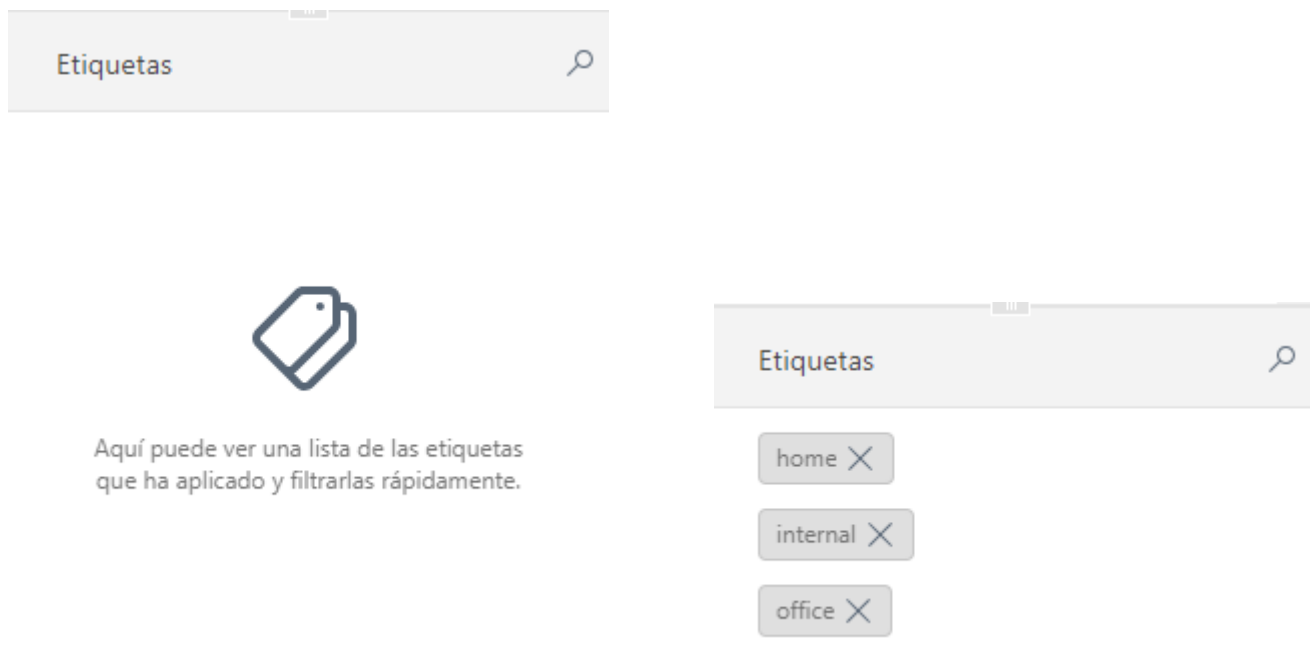 Etiquetas
Aquí puede ver una lista de las etiquetas
que ha aplicado y filtrarlas rápidamente.
Etiquetas
home
internal
office